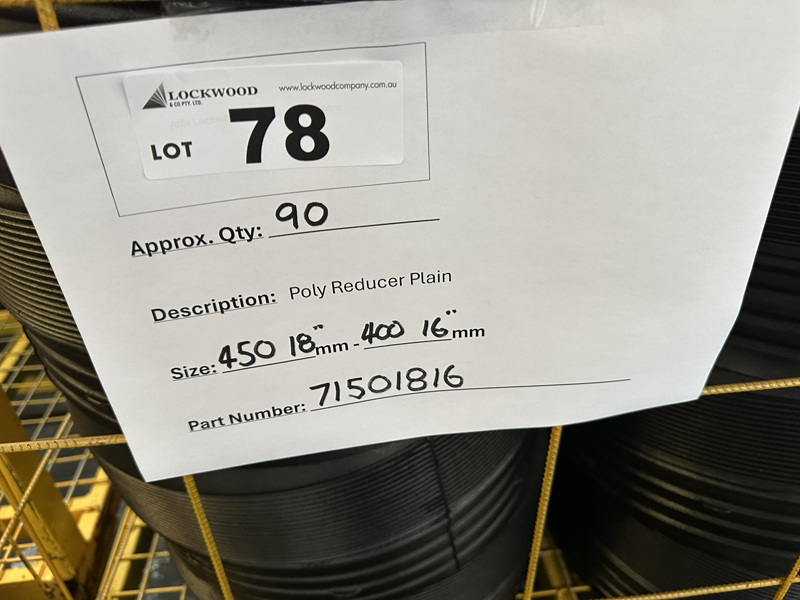 LOCKWOOD
& CO PTY. LTD.
www.lockwoodcompany.com.au
LOT 78
Approx. Qty: 90
Description: Poly Reducer Plain
Size: 450 18"mm - 400 16"mm
Part Number: 71501816